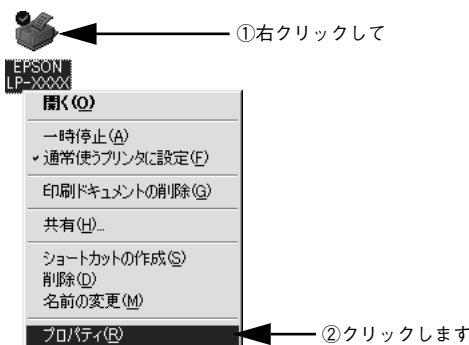 ①右クリックして
EPSON
LP-XXXX
開く(O)
一時停止(A)
通常使うプリンタに設定(F)
印刷ドキュメントの削除(G)
共有(H)...
ショートカットの作成(S)
削除(D)
名前の変更(M)
プロパティ(R)
②クリックします